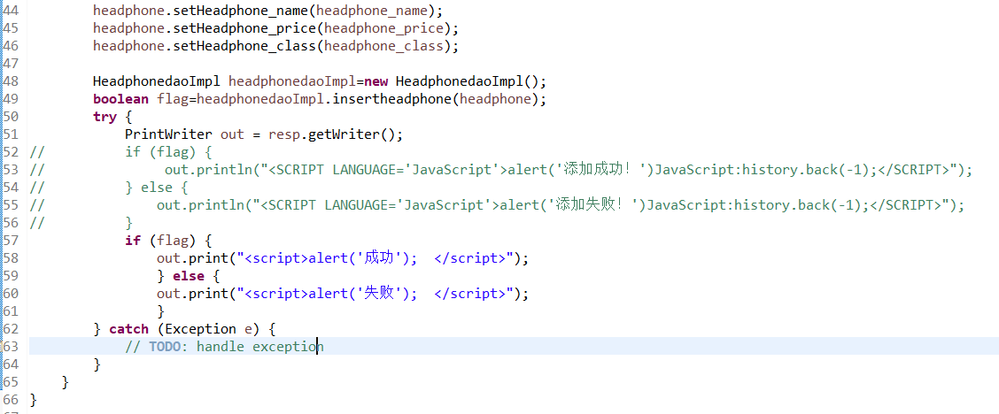 44 headphone.setHeadphone_name(headphone_name);
45 headphone.setHeadphone_price(headphone_price);
46 headphone.setHeadphone_class(headphone_class);
47
48 HeadphonedaoImpl headphonedaoImpl=new HeadphonedaoImpl();
49 boolean flag=headphonedaoImpl.insertheadphone(headphone);
50 try {
51 PrintWriter out = resp.getWriter();
52 // if (flag) {
53 // out.println("<SCRIPT LANGUAGE='JavaScript'>alert('添加成功！')JavaScript:history.back(-1);</SCRIPT>");
54 // } else {
55 // out.println("<SCRIPT LANGUAGE='JavaScript'>alert('添加失败！')JavaScript:history.back(-1);</SCRIPT>");
56 // }
57 if (flag) {
58 out.print("<script>alert('成功');  </script>");
59 } else {
60 out.print("<script>alert('失败');  </script>");
61 }
62 } catch (Exception e) {
63 // TODO: handle exception
64 }
65 }
66 }